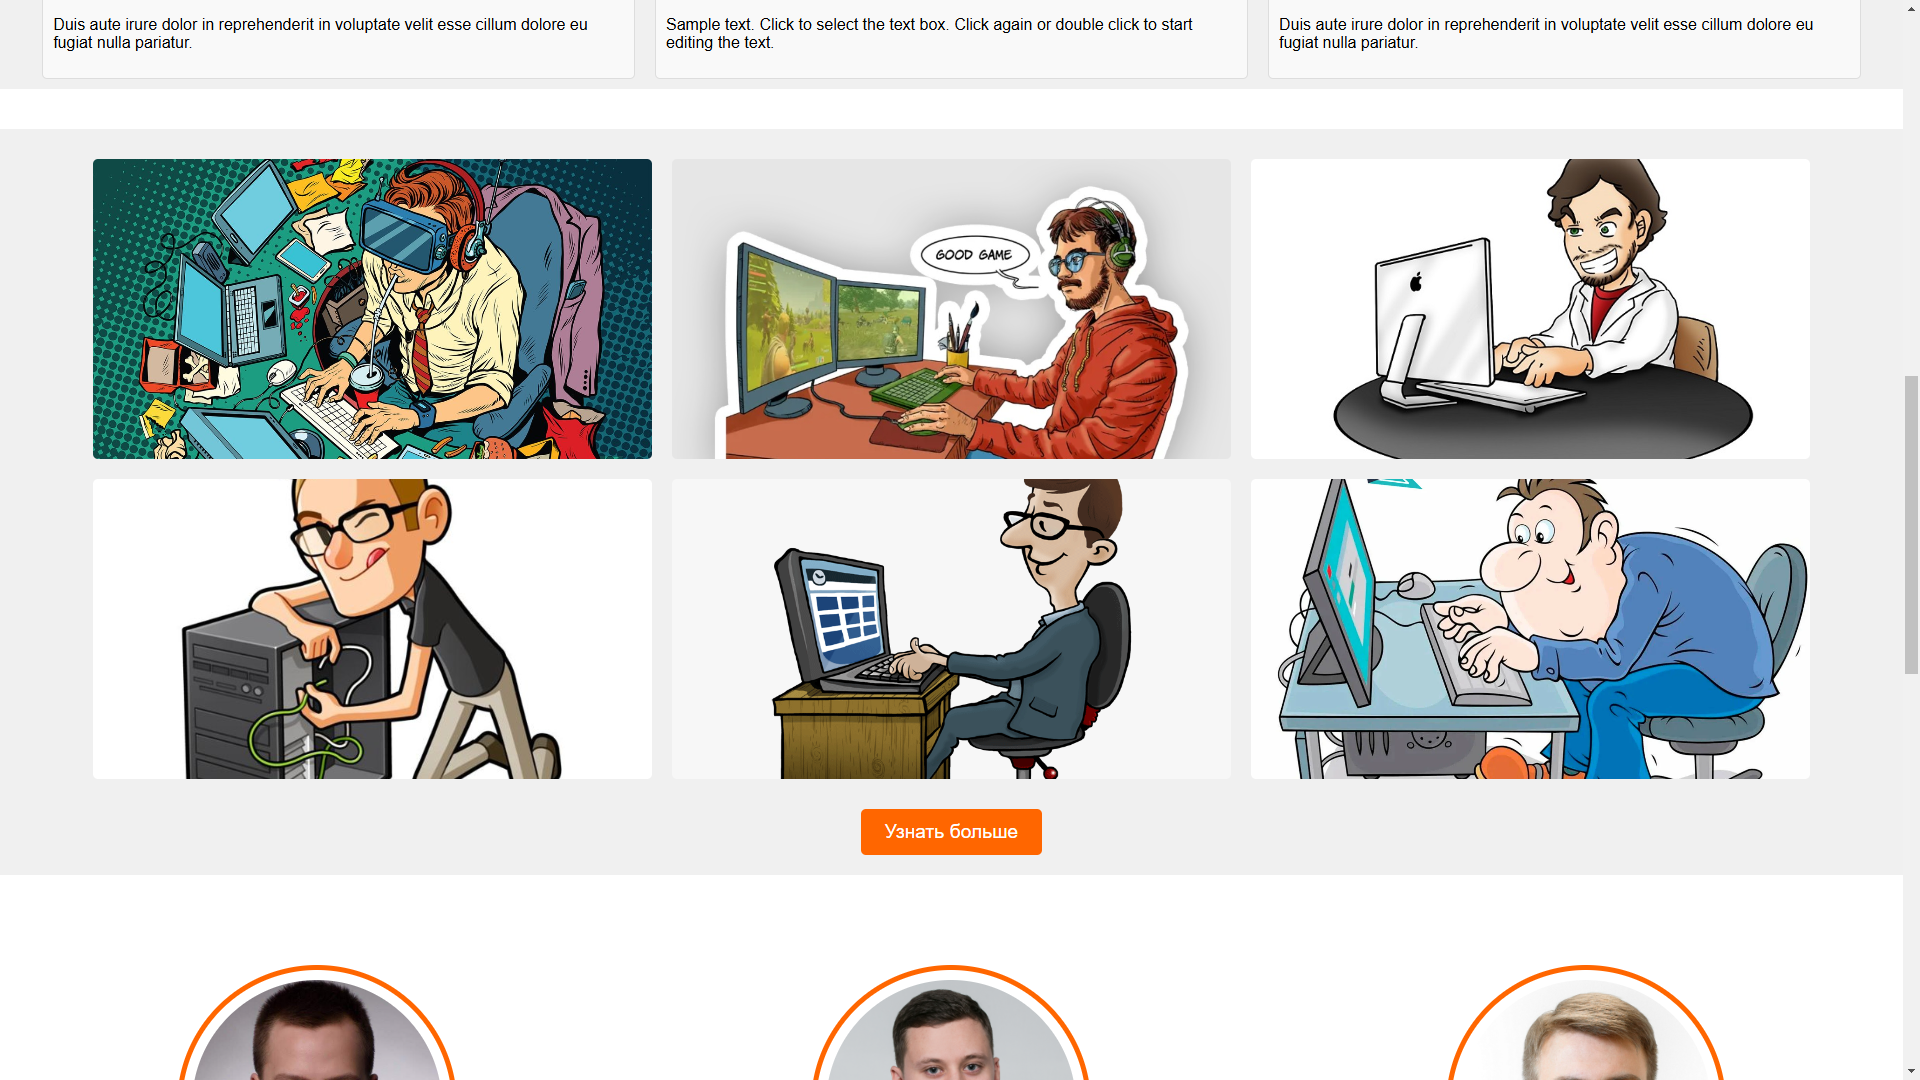 Duis aute irure dolor in reprehenderit in voluptate velit esse cillum dolore eu
fugiat nulla pariatur.
Sample text. Click to select the text box. Click again or double click to start
editing the text.
Duis aute irure dolor in reprehenderit in voluptate velit esse cillum dolore eu
fugiat nulla pariatur.
GOOD GAME
Узнать больше